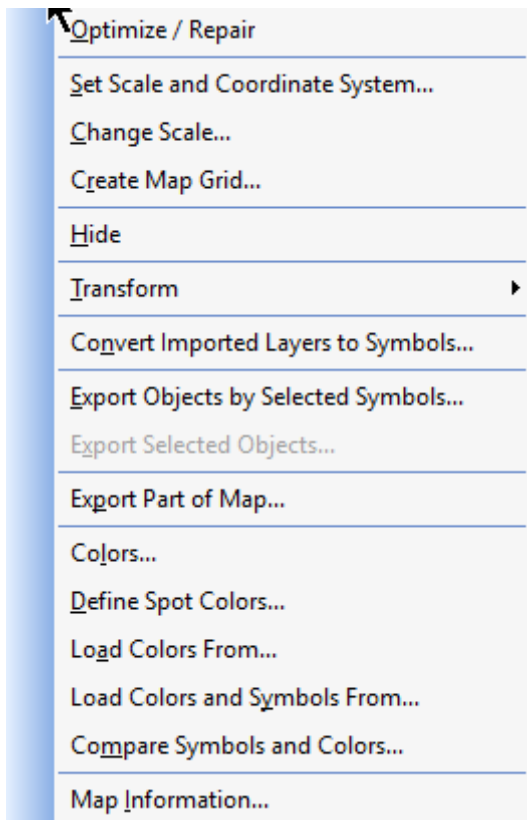 Optimize / Repair
Set Scale and Coordinate System...
Change Scale...
Create Map Grid...
Hide
Transform
Convert Imported Layers to Symbols...
Export Objects by Selected Symbols...
Export Selected Objects...
Export Part of Map...
Colors...
Define Spot Colors...
Load Colors From...
Load Colors and Symbols From...
Compare Symbols and Colors...
Map Information...